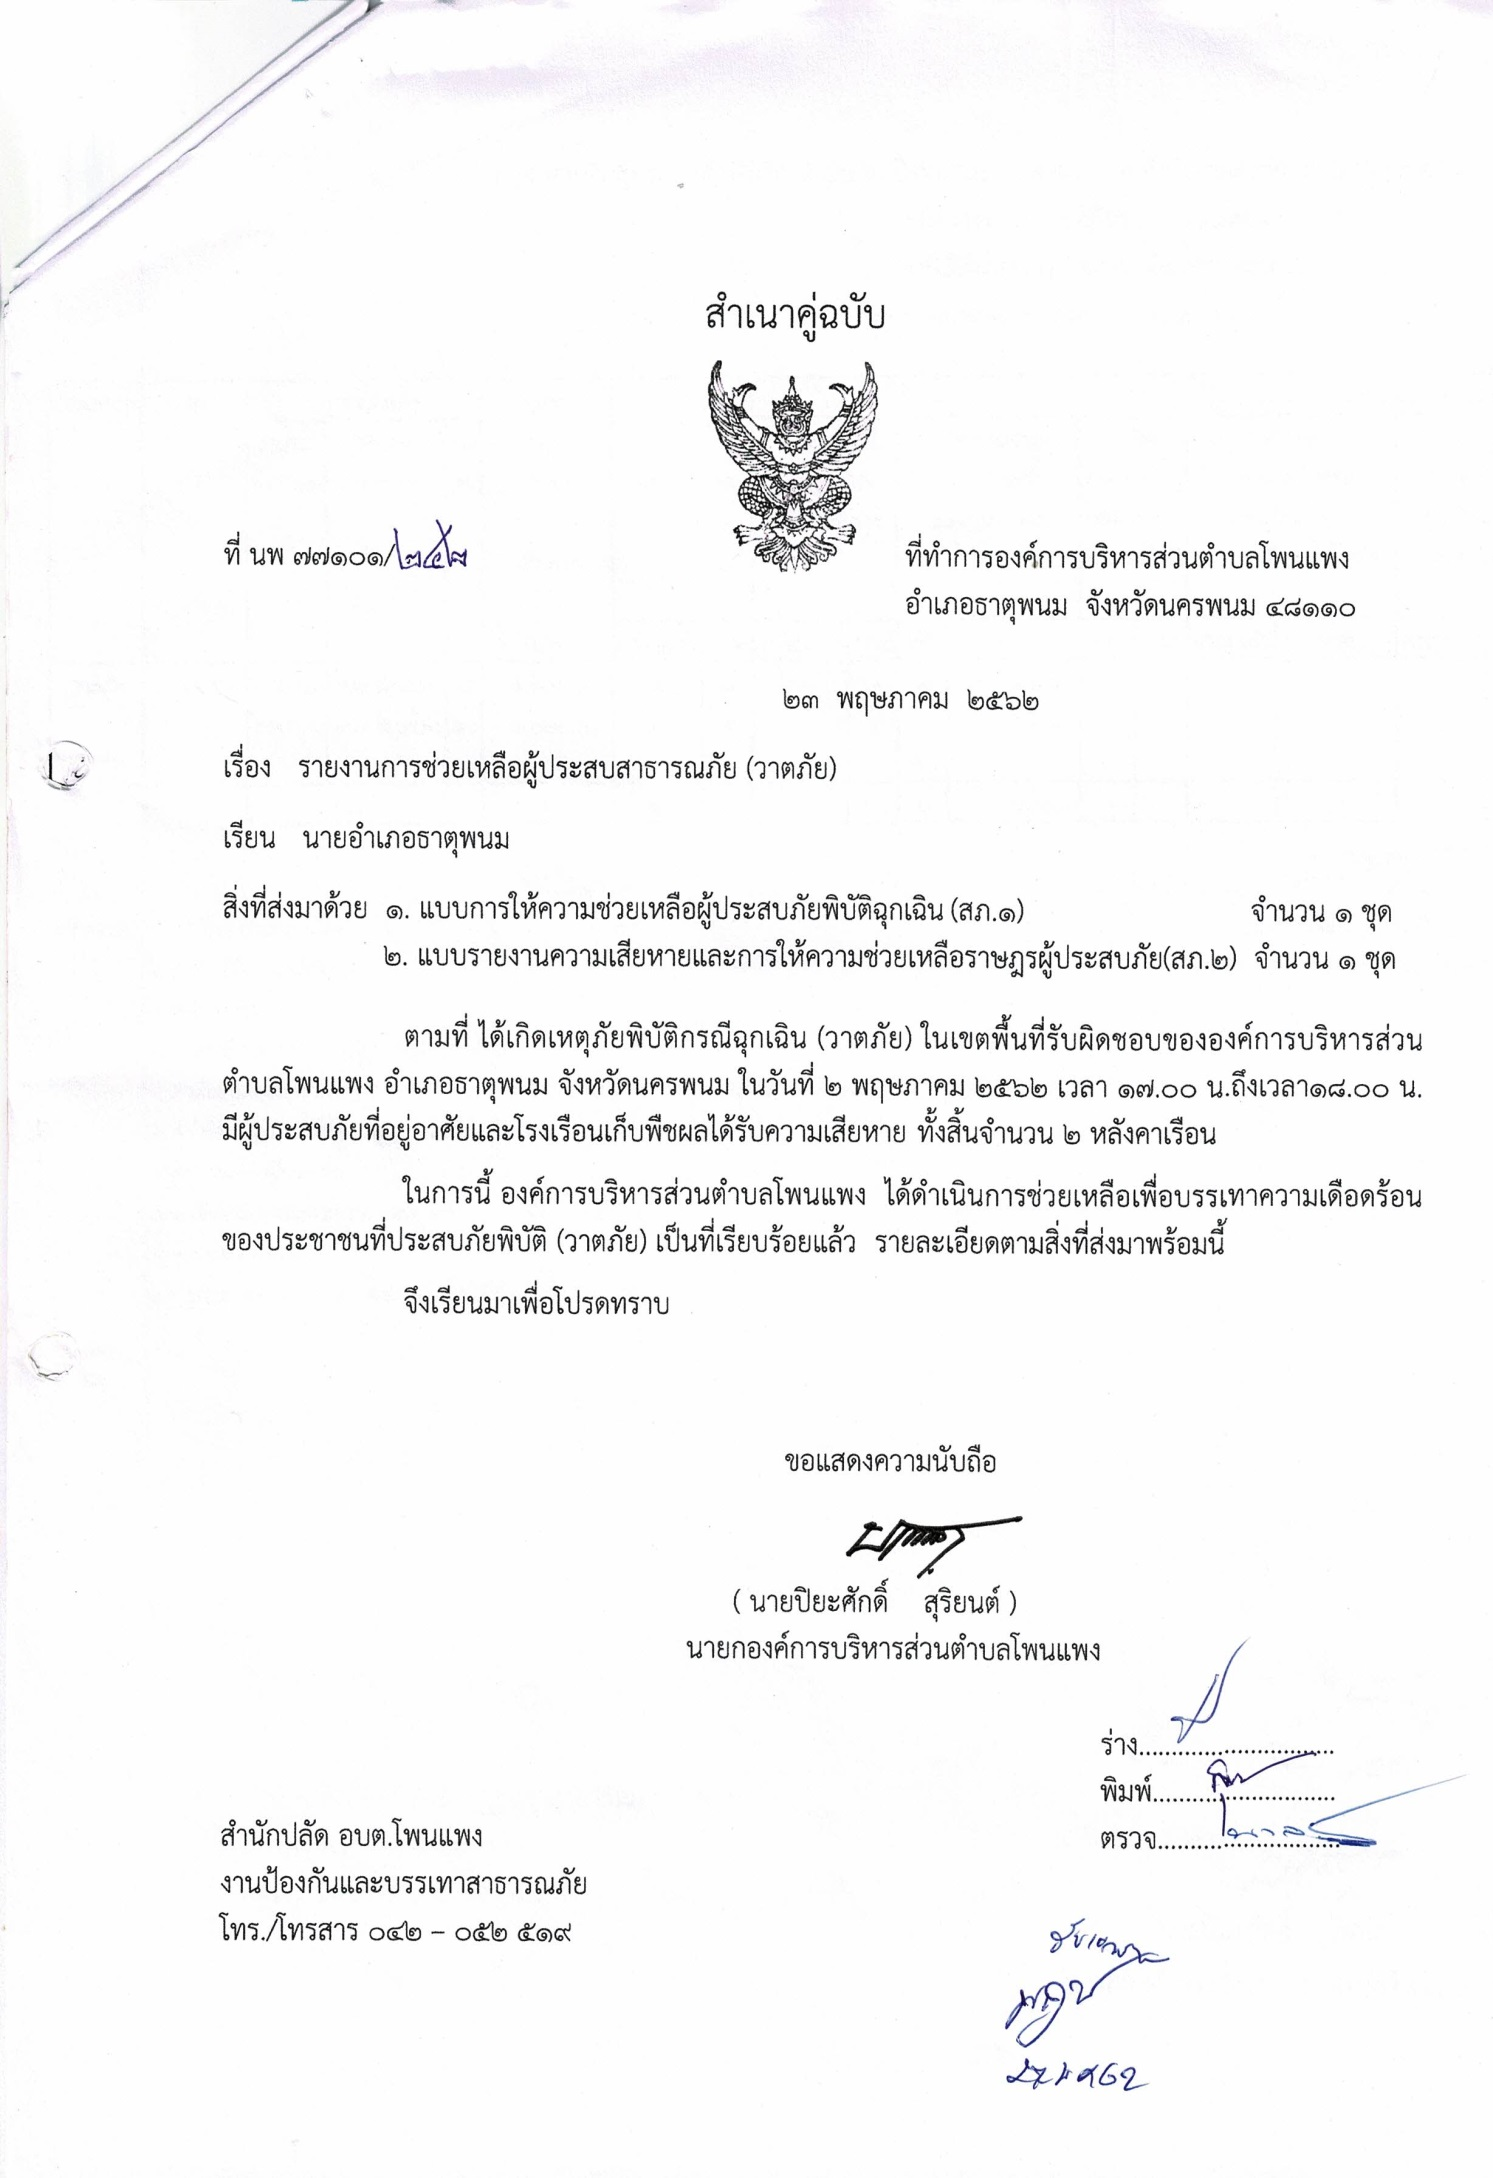 สำเนาคู่ฉบับ
ที่ นพ ๗๗๑๐๑/๒๕๒
ที่ทำการองค์การบริหารส่วนตำบลโพนแพง
อำเภอธาตุพนม จังหวัดนครพนม ๔๘๑๑๐
๒๓ พฤษภาคม ๒๕๖๒
เรื่อง รายงานการช่วยเหลือผู้ประสบสาธารณภัย (วาตภัย)
เรียน นายอำเภอธาตุพนม
สิ่งที่ส่งมาด้วย ๑. แบบการให้ความช่วยเหลือผู้ประสบภัยพิบัติฉุกเฉิน (สภ.๑) จำนวน ๑ ชุด
๒. แบบรายงานความเสียหายและการให้ความช่วยเหลือราษฎรผู้ประสบภัย(สภ.๒) จำนวน ๑ ชุด
ตามที่ ได้เกิดเหตุภัยพิบัติกรณีฉุกเฉิน (วาตภัย) ในเขตพื้นที่รับผิดชอบขององค์การบริหารส่วน
ตำบลโพนแพง อำเภอธาตุพนม จังหวัดนครพนม ในวันที่ ๒ พฤษภาคม ๒๕๖๒ เวลา ๑๗.๐๐ น.ถึงเวลา๑๘.๐๐ น.
มีผู้ประสบภัยที่อยู่อาศัยและโรงเรือนเก็บพืชผลได้รับความเสียหาย ทั้งสิ้นจำนวน ๒ หลังคาเรือน
ในการนี้ องค์การบริหารส่วนตำบลโพนแพง ได้ดำเนินการช่วยเหลือเพื่อบรรเทาความเดือดร้อน
ของประชาชนที่ประสบภัยพิบัติ (วาตภัย) เป็นที่เรียบร้อยแล้ว รายละเอียดตามสิ่งที่ส่งมาพร้อมนี้
จึงเรียนมาเพื่อโปรดทราบ
ขอแสดงความนับถือ
( นายปิยะศักดิ์ สุริยนต์ )
นายกองค์การบริหารส่วนตำบลโพนแพง
ร่าง..............................
พิมพ์............................
ตรวจ............................
สำนักปลัด อบต.โพนแพง
งานป้องกันและบรรเทาสาธารณภัย
โทร./โทรสาร ๐๔๒ – ๐๕๒ ๕๑๙